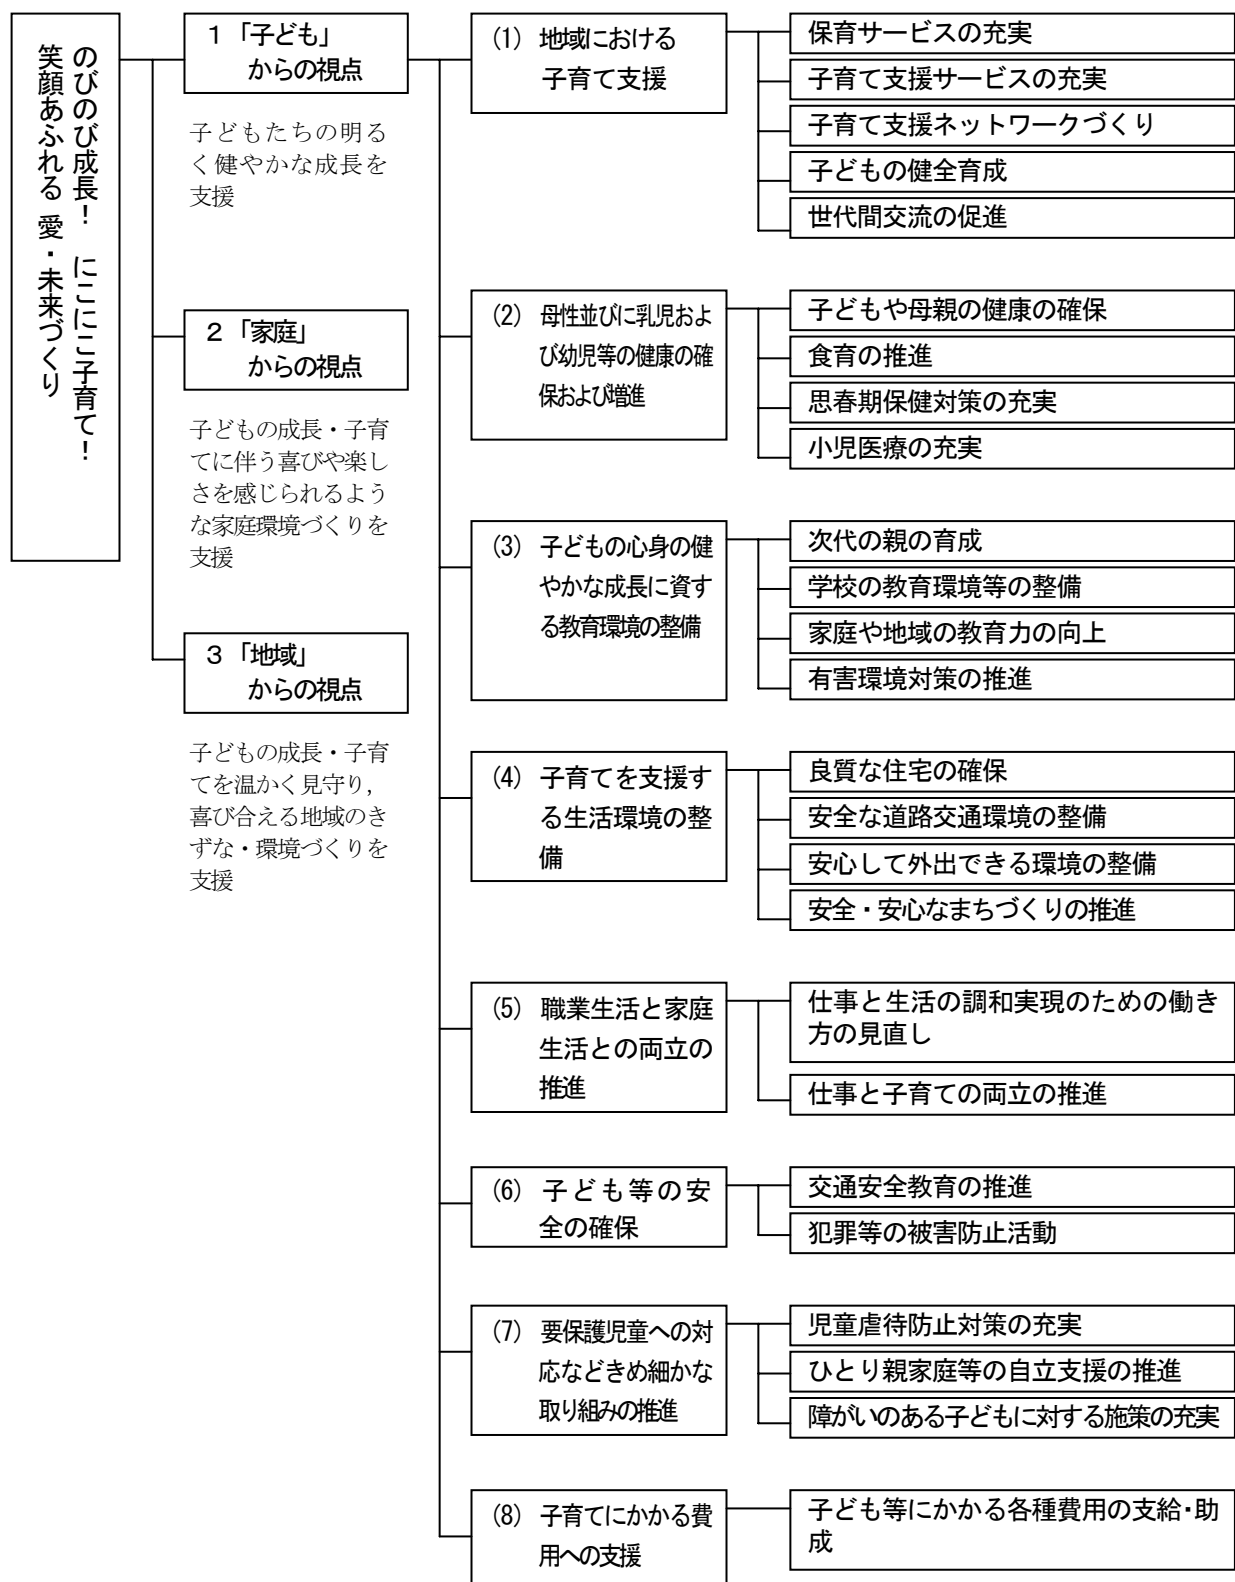 のびのび成長! にこにこ子育て!
笑顔あふれる 愛・未来づくり
1 「子ども」
からの視点
子どもたちの明る
く健やかな成長を
支援
2 「家庭」
からの視点
子どもの成長・子育
てに伴う喜びや楽し
さを感じられるよう
な家庭環境づくりを
支援
3 「地域」
からの視点
子どもの成長・子育
てを温かく見守り,
喜び合える地域のき
ずな・環境づくりを
支援
(1) 地域における
子育て支援
保育サービスの充実
子育て支援サービスの充実
子育て支援ネットワークづくり
子どもの健全育成
世代間交流の促進
(2) 母性並びに乳児およ
び幼児等の健康の確
保および増進
子どもや母親の健康の確保
食育の推進
思春期保健対策の充実
小児医療の充実
(3) 子どもの心身の健
やかな成長に資す
る教育環境の整備
次代の親の育成
学校の教育環境等の整備
家庭や地域の教育力の向上
有害環境対策の推進
(4) 子育てを支援す
る生活環境の整
備
良質な住宅の確保
安全な道路交通環境の整備
安心して外出できる環境の整備
安全・安心なまちづくりの推進
(5) 職業生活と家庭
生活との両立の
推進
仕事と生活の調和実現のための働き
方の見直し
仕事と子育ての両立の推進
(6) 子ども等の安
全の確保
交通安全教育の推進
犯罪等の被害防止活動
(7) 要保護児童への対
応などきめ細かな
取り組みの推進
児童虐待防止対策の充実
ひとり親家庭等の自立支援の推進
障がいのある子どもに対する施策の充実
(8) 子育てにかかる費
用への支援
子ども等にかかる各種費用の支給・助
成